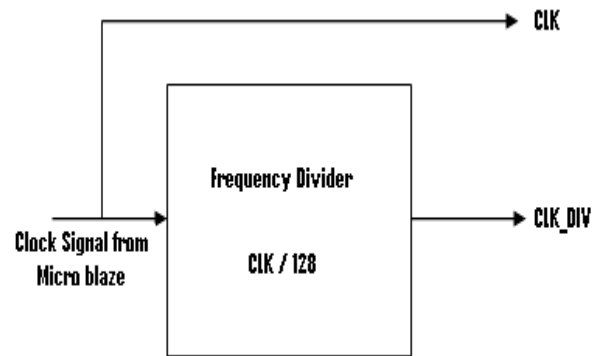 CLK
Frequency Divider
CLK_DIV
Clock Signal from
Micro blaze
CLK / 128